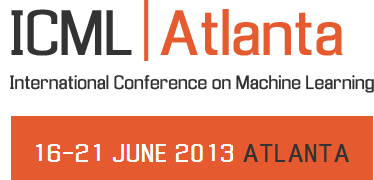 ICML | Atlanta
International Conference on Machine Learning
16-21 JUNE 2013 ATLANTA